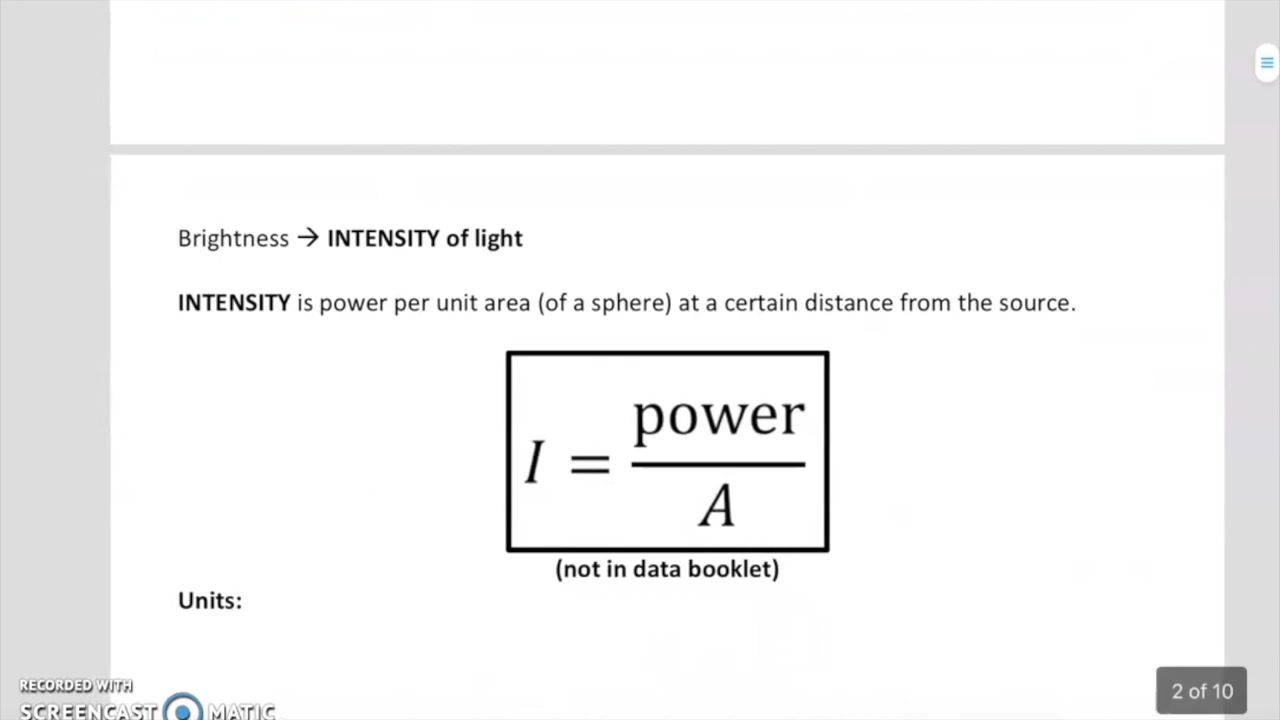 Brightness → INTENSITY of light
INTENSITY is power per unit area (of a sphere) at a certain distance from the source.
I = power / A
(not in data booklet)
Units:
RECORDED WITH
SCREENCAST MATIC
2 of 10